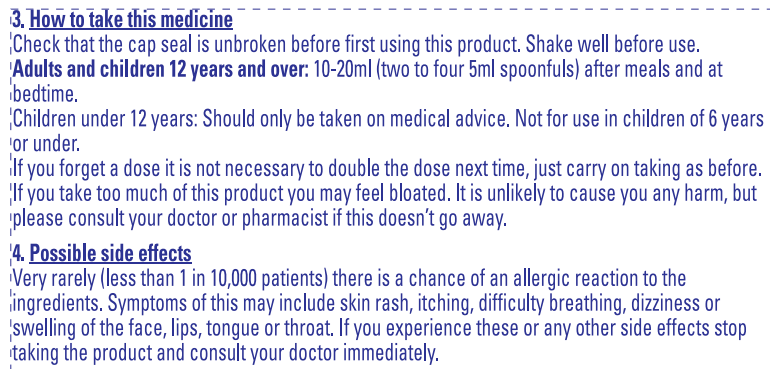 3. How to take this medicine
Check that the cap seal is unbroken before first using this product. Shake well before use.
Adults and children 12 years and over: 10-20ml (two to four 5ml spoonfuls) after meals and at
bedtime.
Children under 12 years: Should only be taken on medical advice. Not for use in children of 6 years
or under.
If you forget a dose it is not necessary to double the dose next time, just carry on taking as before.
If you take too much of this product you may feel bloated. It is unlikely to cause you any harm, but
please consult your doctor or pharmacist if this doesn't go away.
4. Possible side effects
Very rarely (less than 1 in 10,000 patients) there is a chance of an allergic reaction to the
ingredients. Symptoms of this may include skin rash, itching, difficulty breathing, dizziness or
swelling of the face, lips, tongue or throat. If you experience these or any other side effects stop
taking the product and consult your doctor immediately.